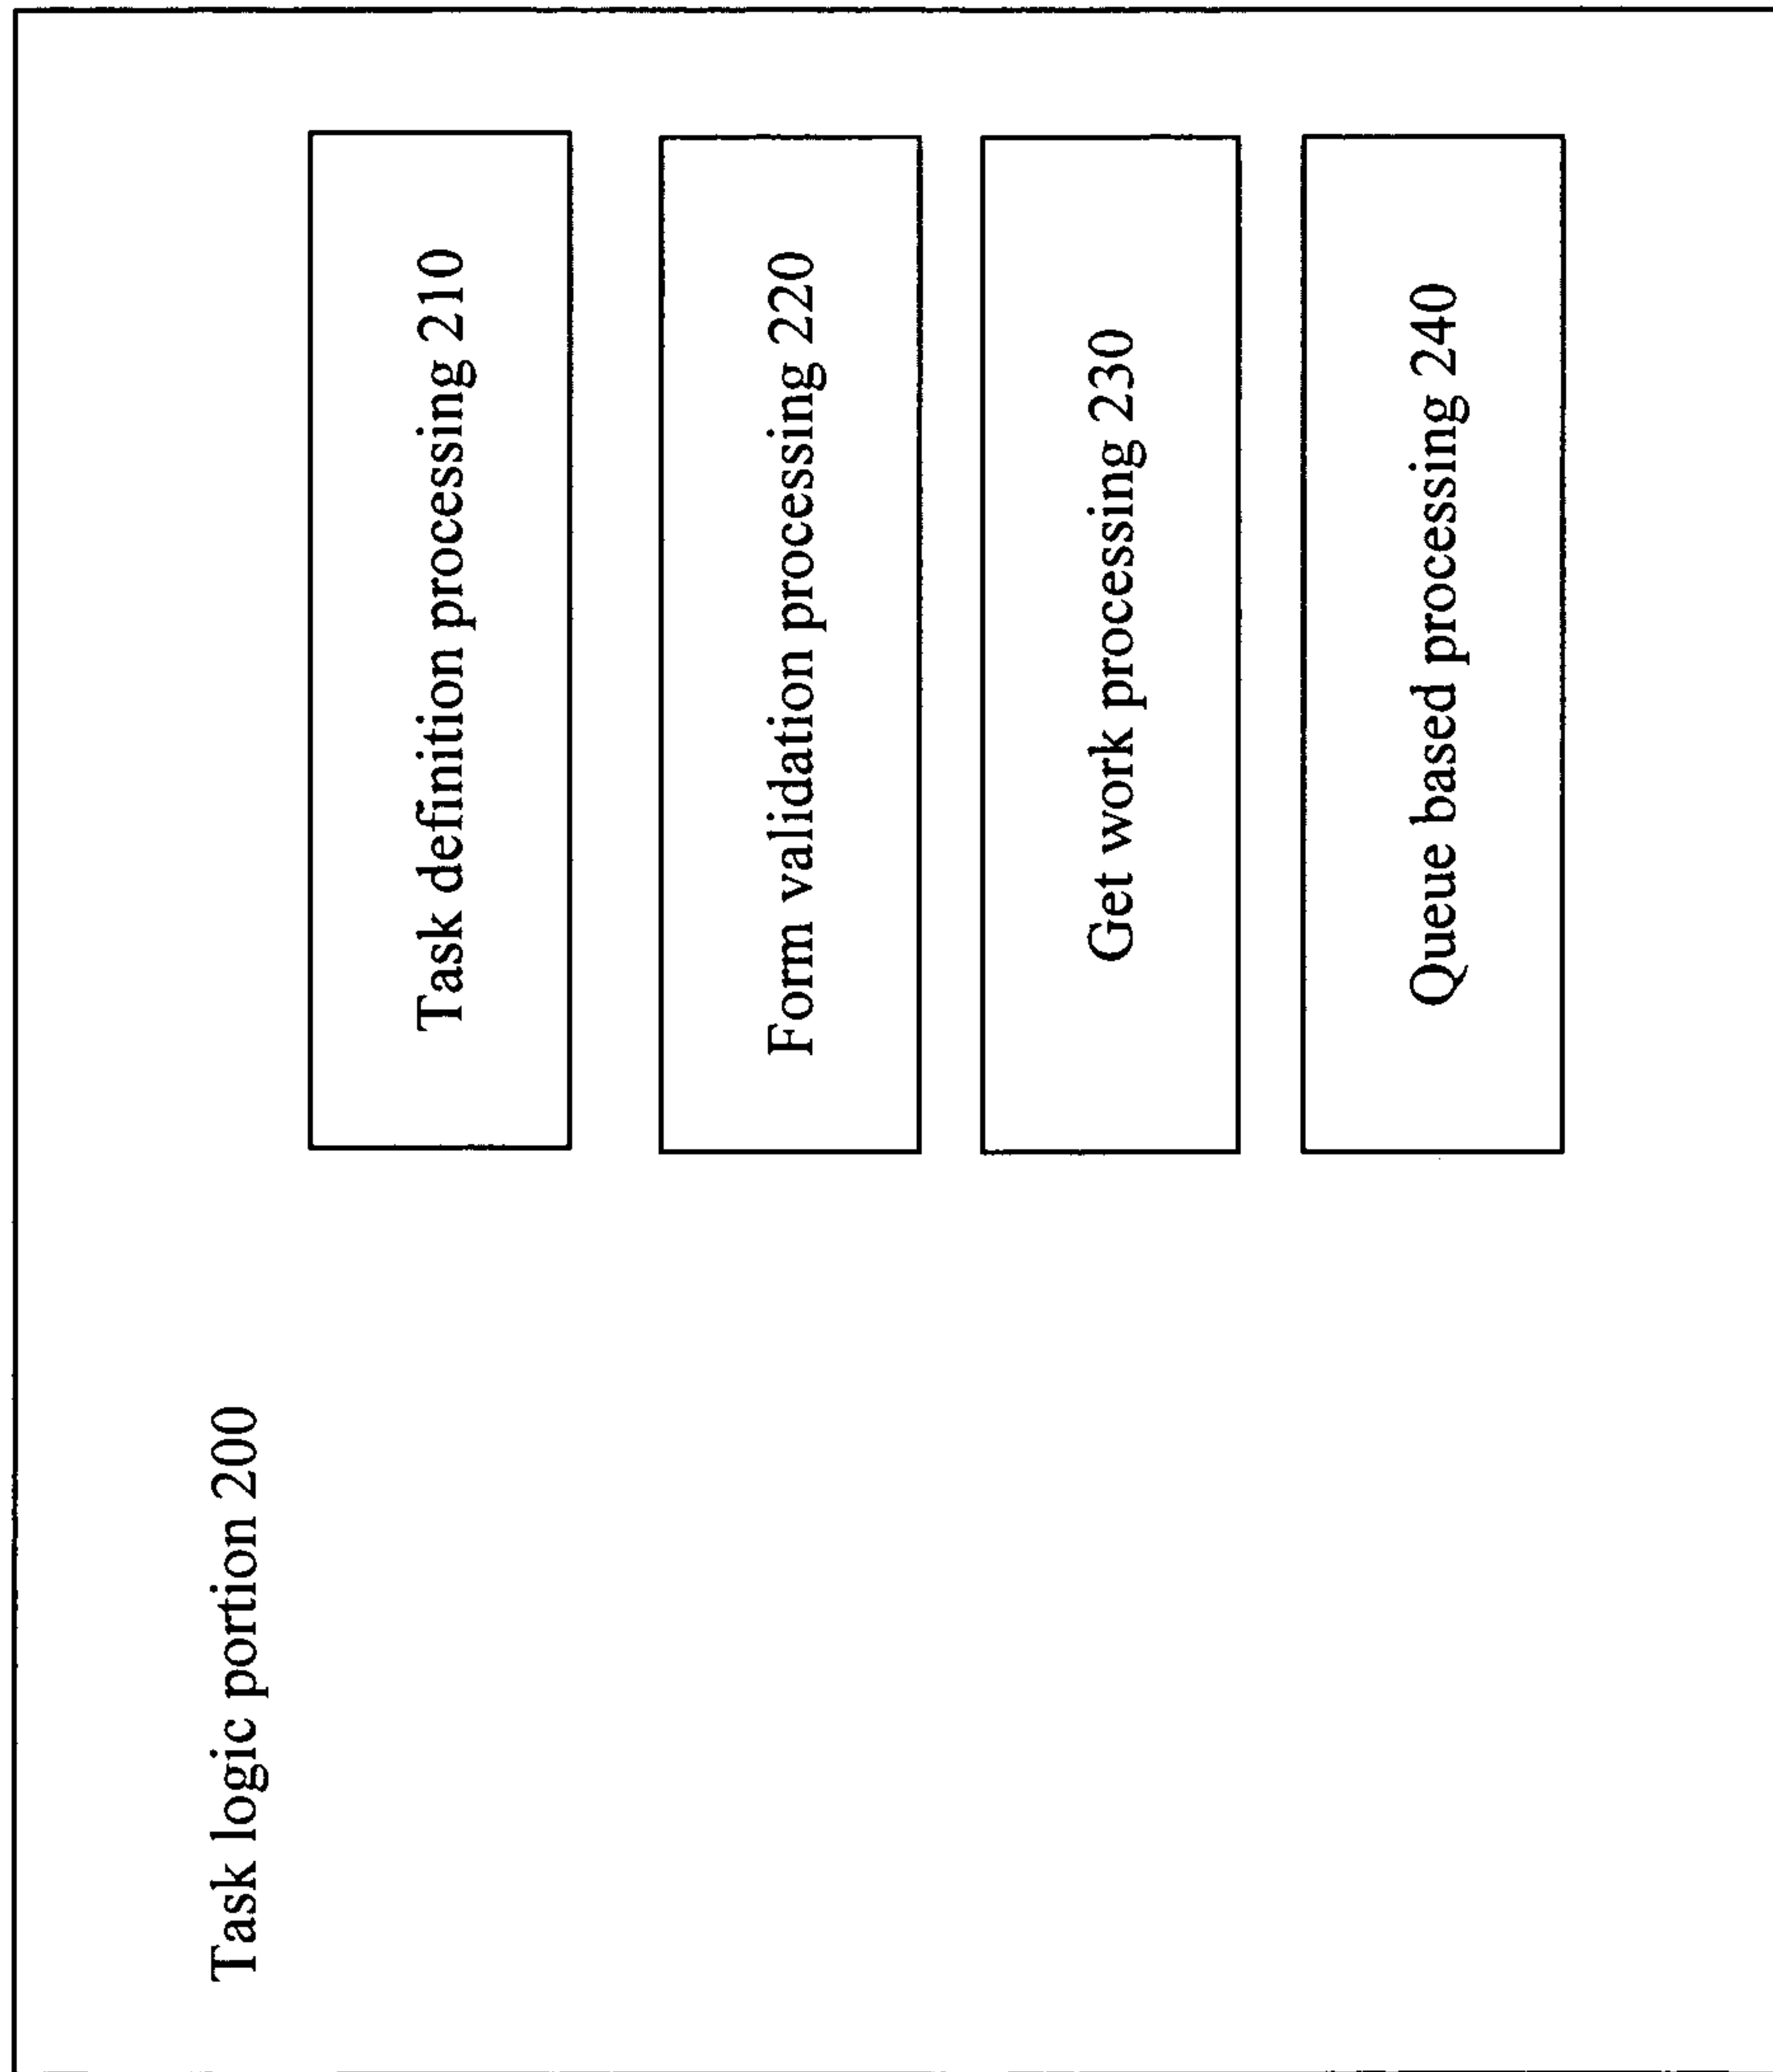 Task logic portion 200
Task definition processing 210
Form validation processing 220
Get work processing 230
Queue based processing 240